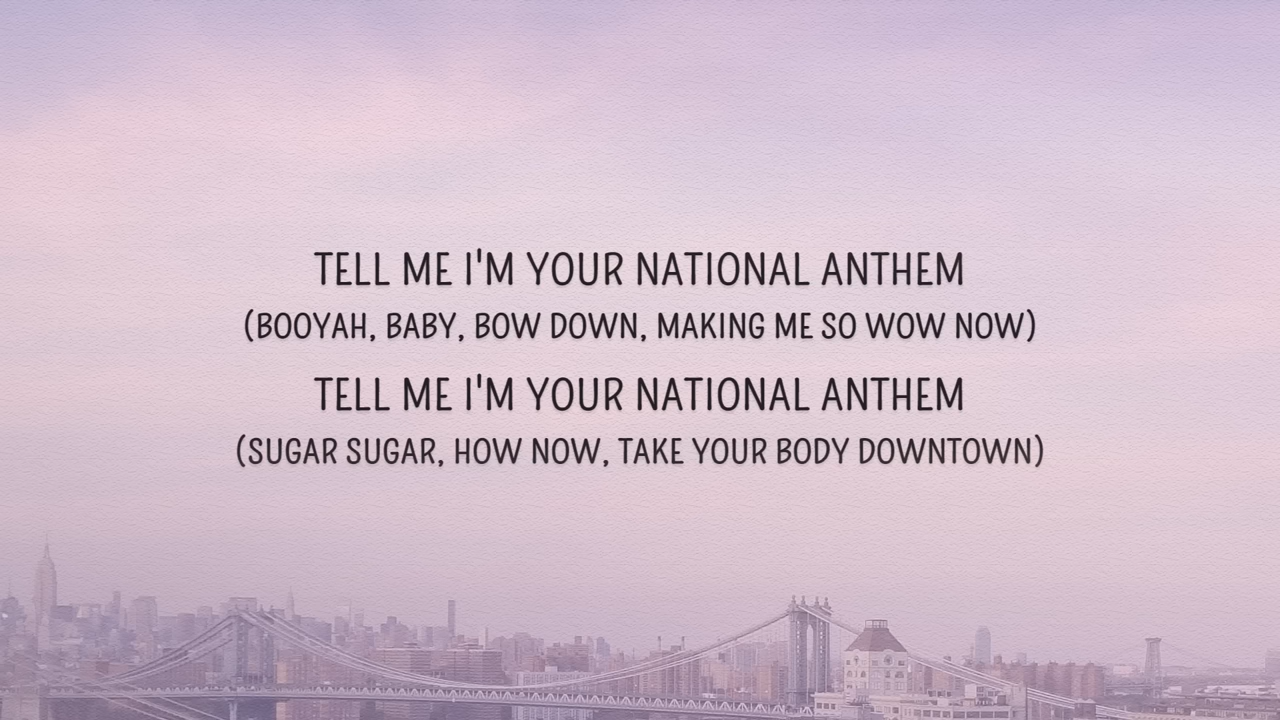 TELL ME I'M YOUR NATIONAL ANTHEM
(BOOYAH, BABY, BOW DOWN, MAKING ME SO WOW NOW)
TELL ME I'M YOUR NATIONAL ANTHEM
(SUGAR SUGAR, HOW NOW, TAKE YOUR BODY DOWNTOWN)